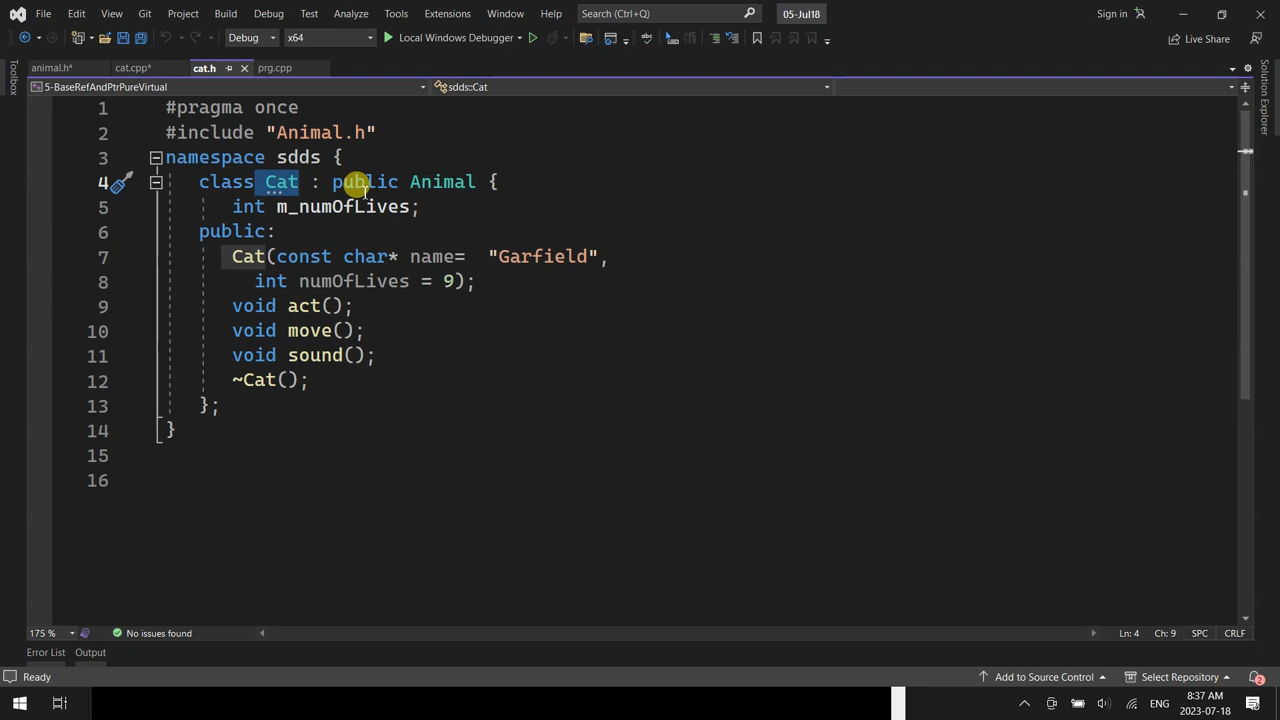 File Edit View Git Project Build Debug Test Analyze Tools Extensions Window Help Search (Ctrl+Q) 05-Jul18 Sign in
Debug x64 Local Windows Debugger Live Share
animal.h* cat.cpp* cat.h prg.cpp
5-BaseRefAndPtrPureVirtual sdds::Cat
Toolbox
Solution Explorer
1 #pragma once
2 #include "Animal.h"
3 namespace sdds {
4 class Cat : public Animal {
5 int m_numOfLives;
6 public:
7 Cat(const char* name= "Garfield",
8 int numOfLives = 9);
9 void act();
10 void move();
11 void sound();
12 ~Cat();
13 };
14 }
15
16
175 % No issues found Ln: 4 Ch: 9 SPC CRLF
Error List Output
Ready Add to Source Control Select Repository 2
ENG 8:37 AM
2023-07-18